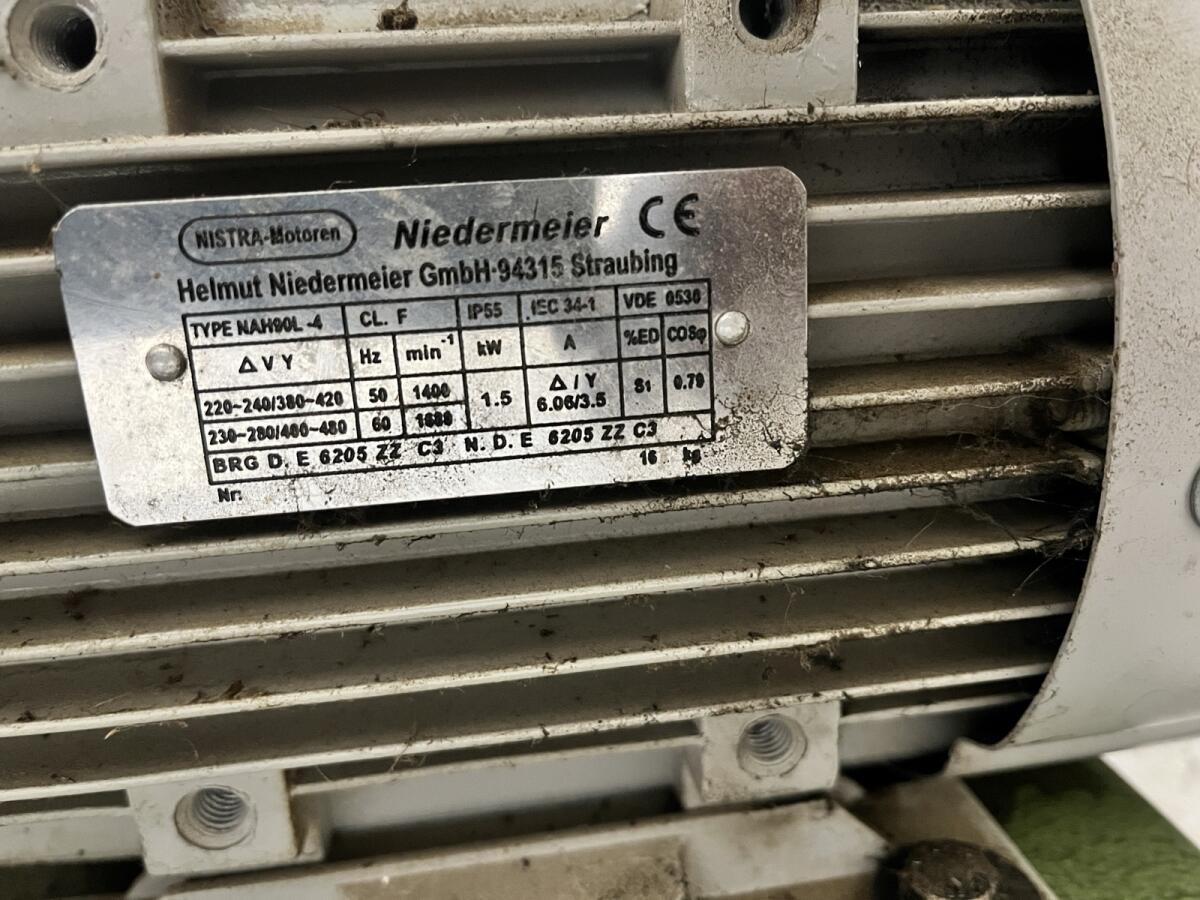 NISTRA-Motoren Niedermeier CE
Helmut Niedermeier GmbH·94315 Straubing
TYPE NAH90L -4 CL. F IP55 IEC 34-1 VDE 0530
Δ V Y Hz min⁻¹ kW A %ED COSφ
220~240/380~420 50 1400 1.5 Δ / Y 6.06/3.5 S1 0.79
230~280/400~480 60 1680
BRG D. E 6205 ZZ C3 N. D. E 6205 ZZ C3
Nr. 16 kg